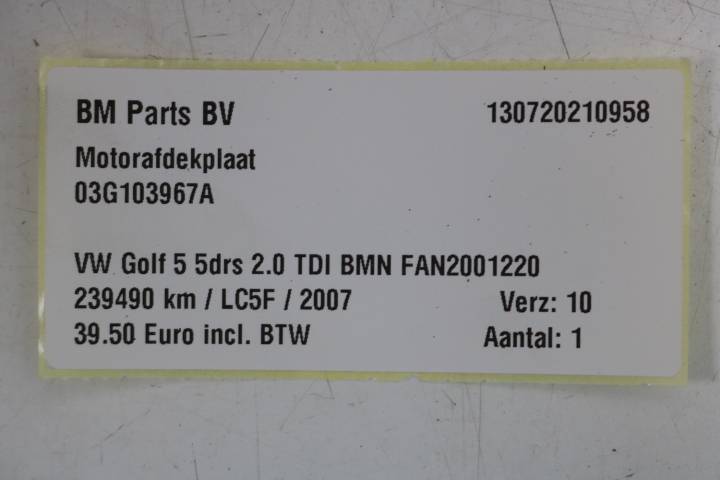 BM Parts BV 130720210958
Motorafdekplaat
03G103967A
VW Golf 5 5drs 2.0 TDI BMN FAN2001220
239490 km / LC5F / 2007 Verz: 10
39.50 Euro incl. BTW Aantal: 1